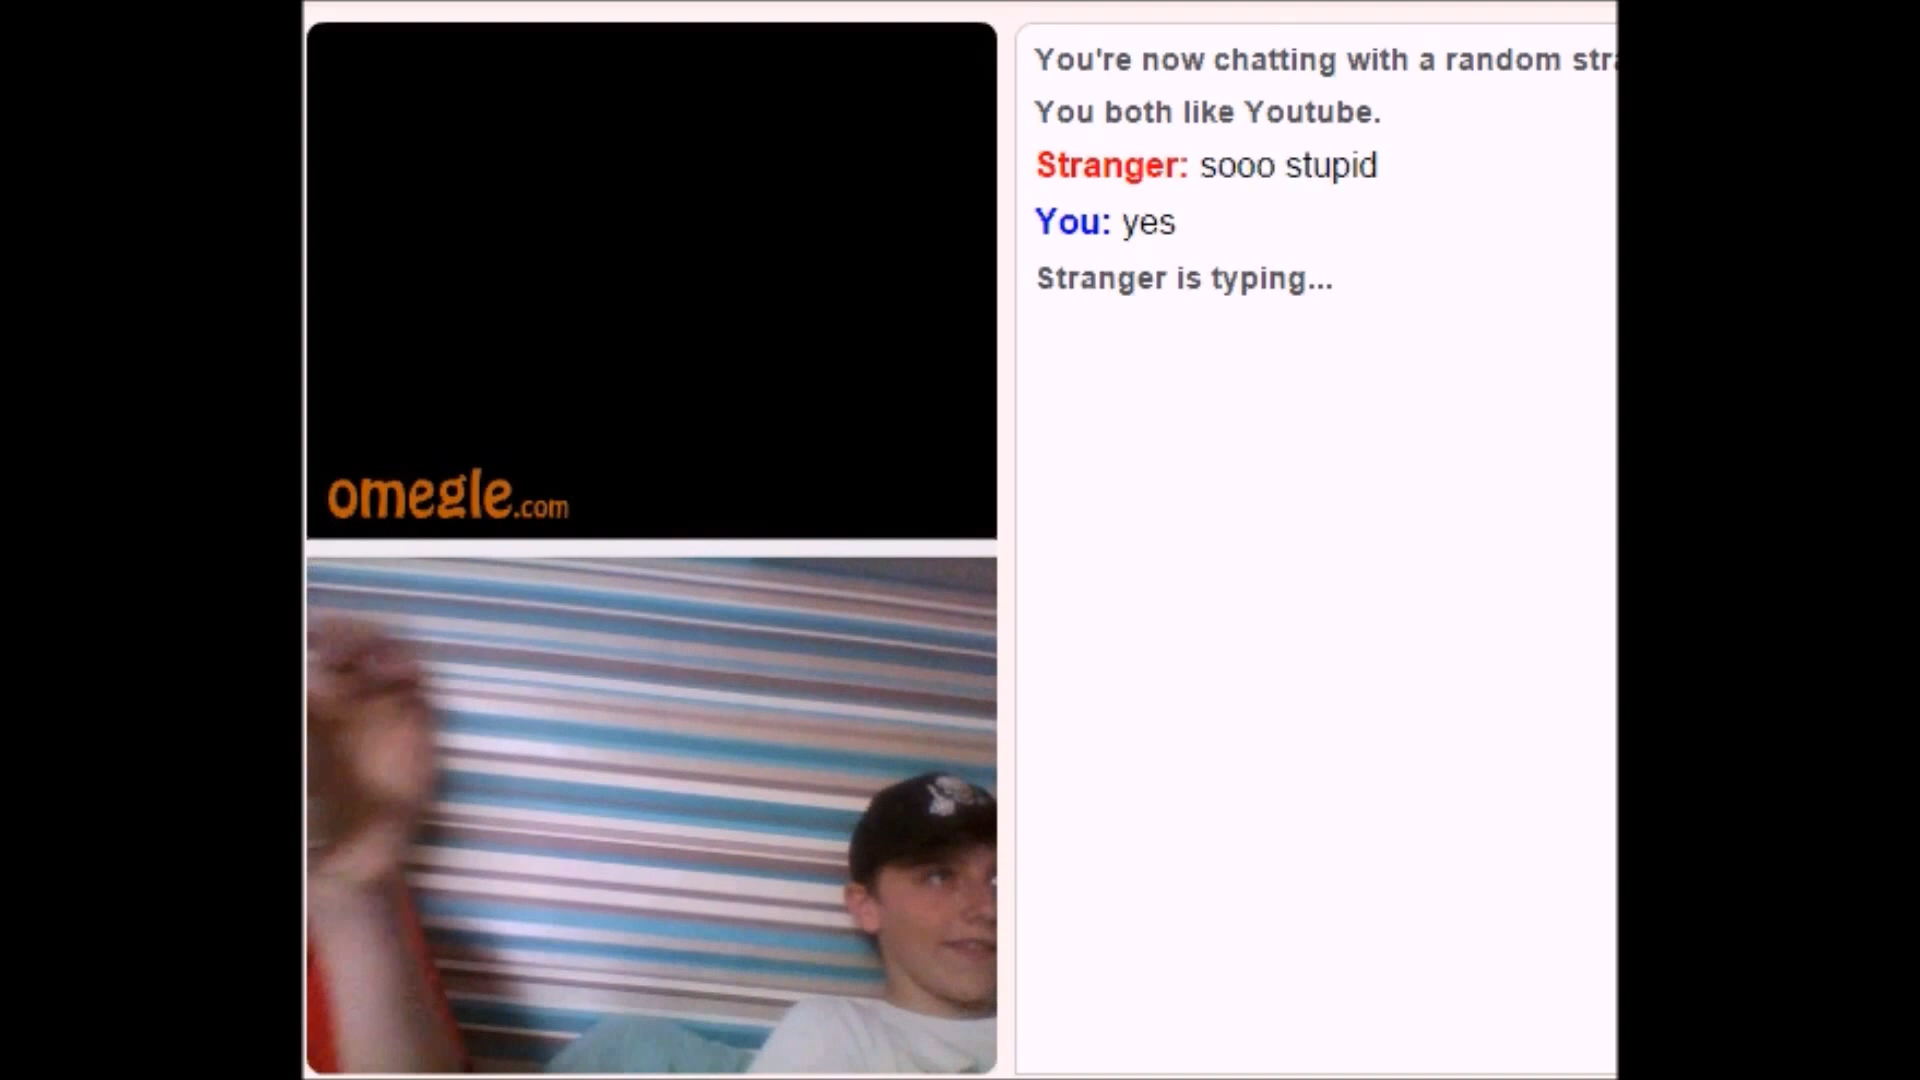 You're now chatting with a random stra
You both like Youtube.
Stranger: sooo stupid
You: yes
Stranger is typing...
omegle.com